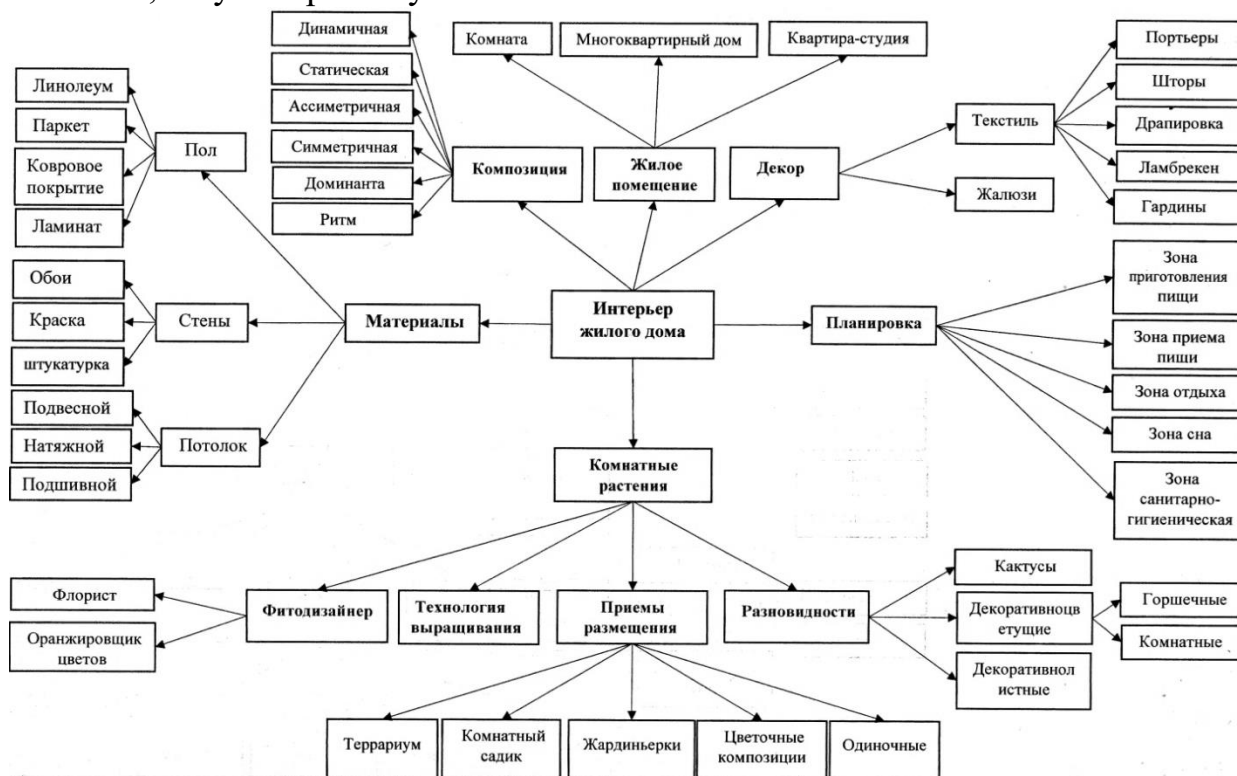 Динамичная
Статическая
Ассиметричная
Симметричная
Доминанта
Ритм
Комната
Многоквартирный дом
Квартира-студия
Портьеры
Шторы
Драпировка
Ламбрекен
Гардины
Текстиль
Жалюзи
Линолеум
Паркет
Ковровое
покрытие
Ламинат
Пол
Композиция
Жилое
помещение
Декор
Обои
Краска
штукатурка
Стены
Материалы
Интерьер
жилого дома
Планировка
Зона
приготовления
пищи
Зона приема
пищи
Зона отдыха
Зона сна
Зона
санитарно-
гигиеническая
Подвесной
Натяжной
Подшивной
Потолок
Комнатные
растения
Флорист
Оранжировщик
цветов
Фитодизайнер
Технология
выращивания
Приемы
размещения
Разновидности
Кактусы
Декоративноцв
етущие
Декоративнол
истные
Горшечные
Комнатные
Террариум
Комнатный
садик
Жардиньерки
Цветочные
композиции
Одиночные